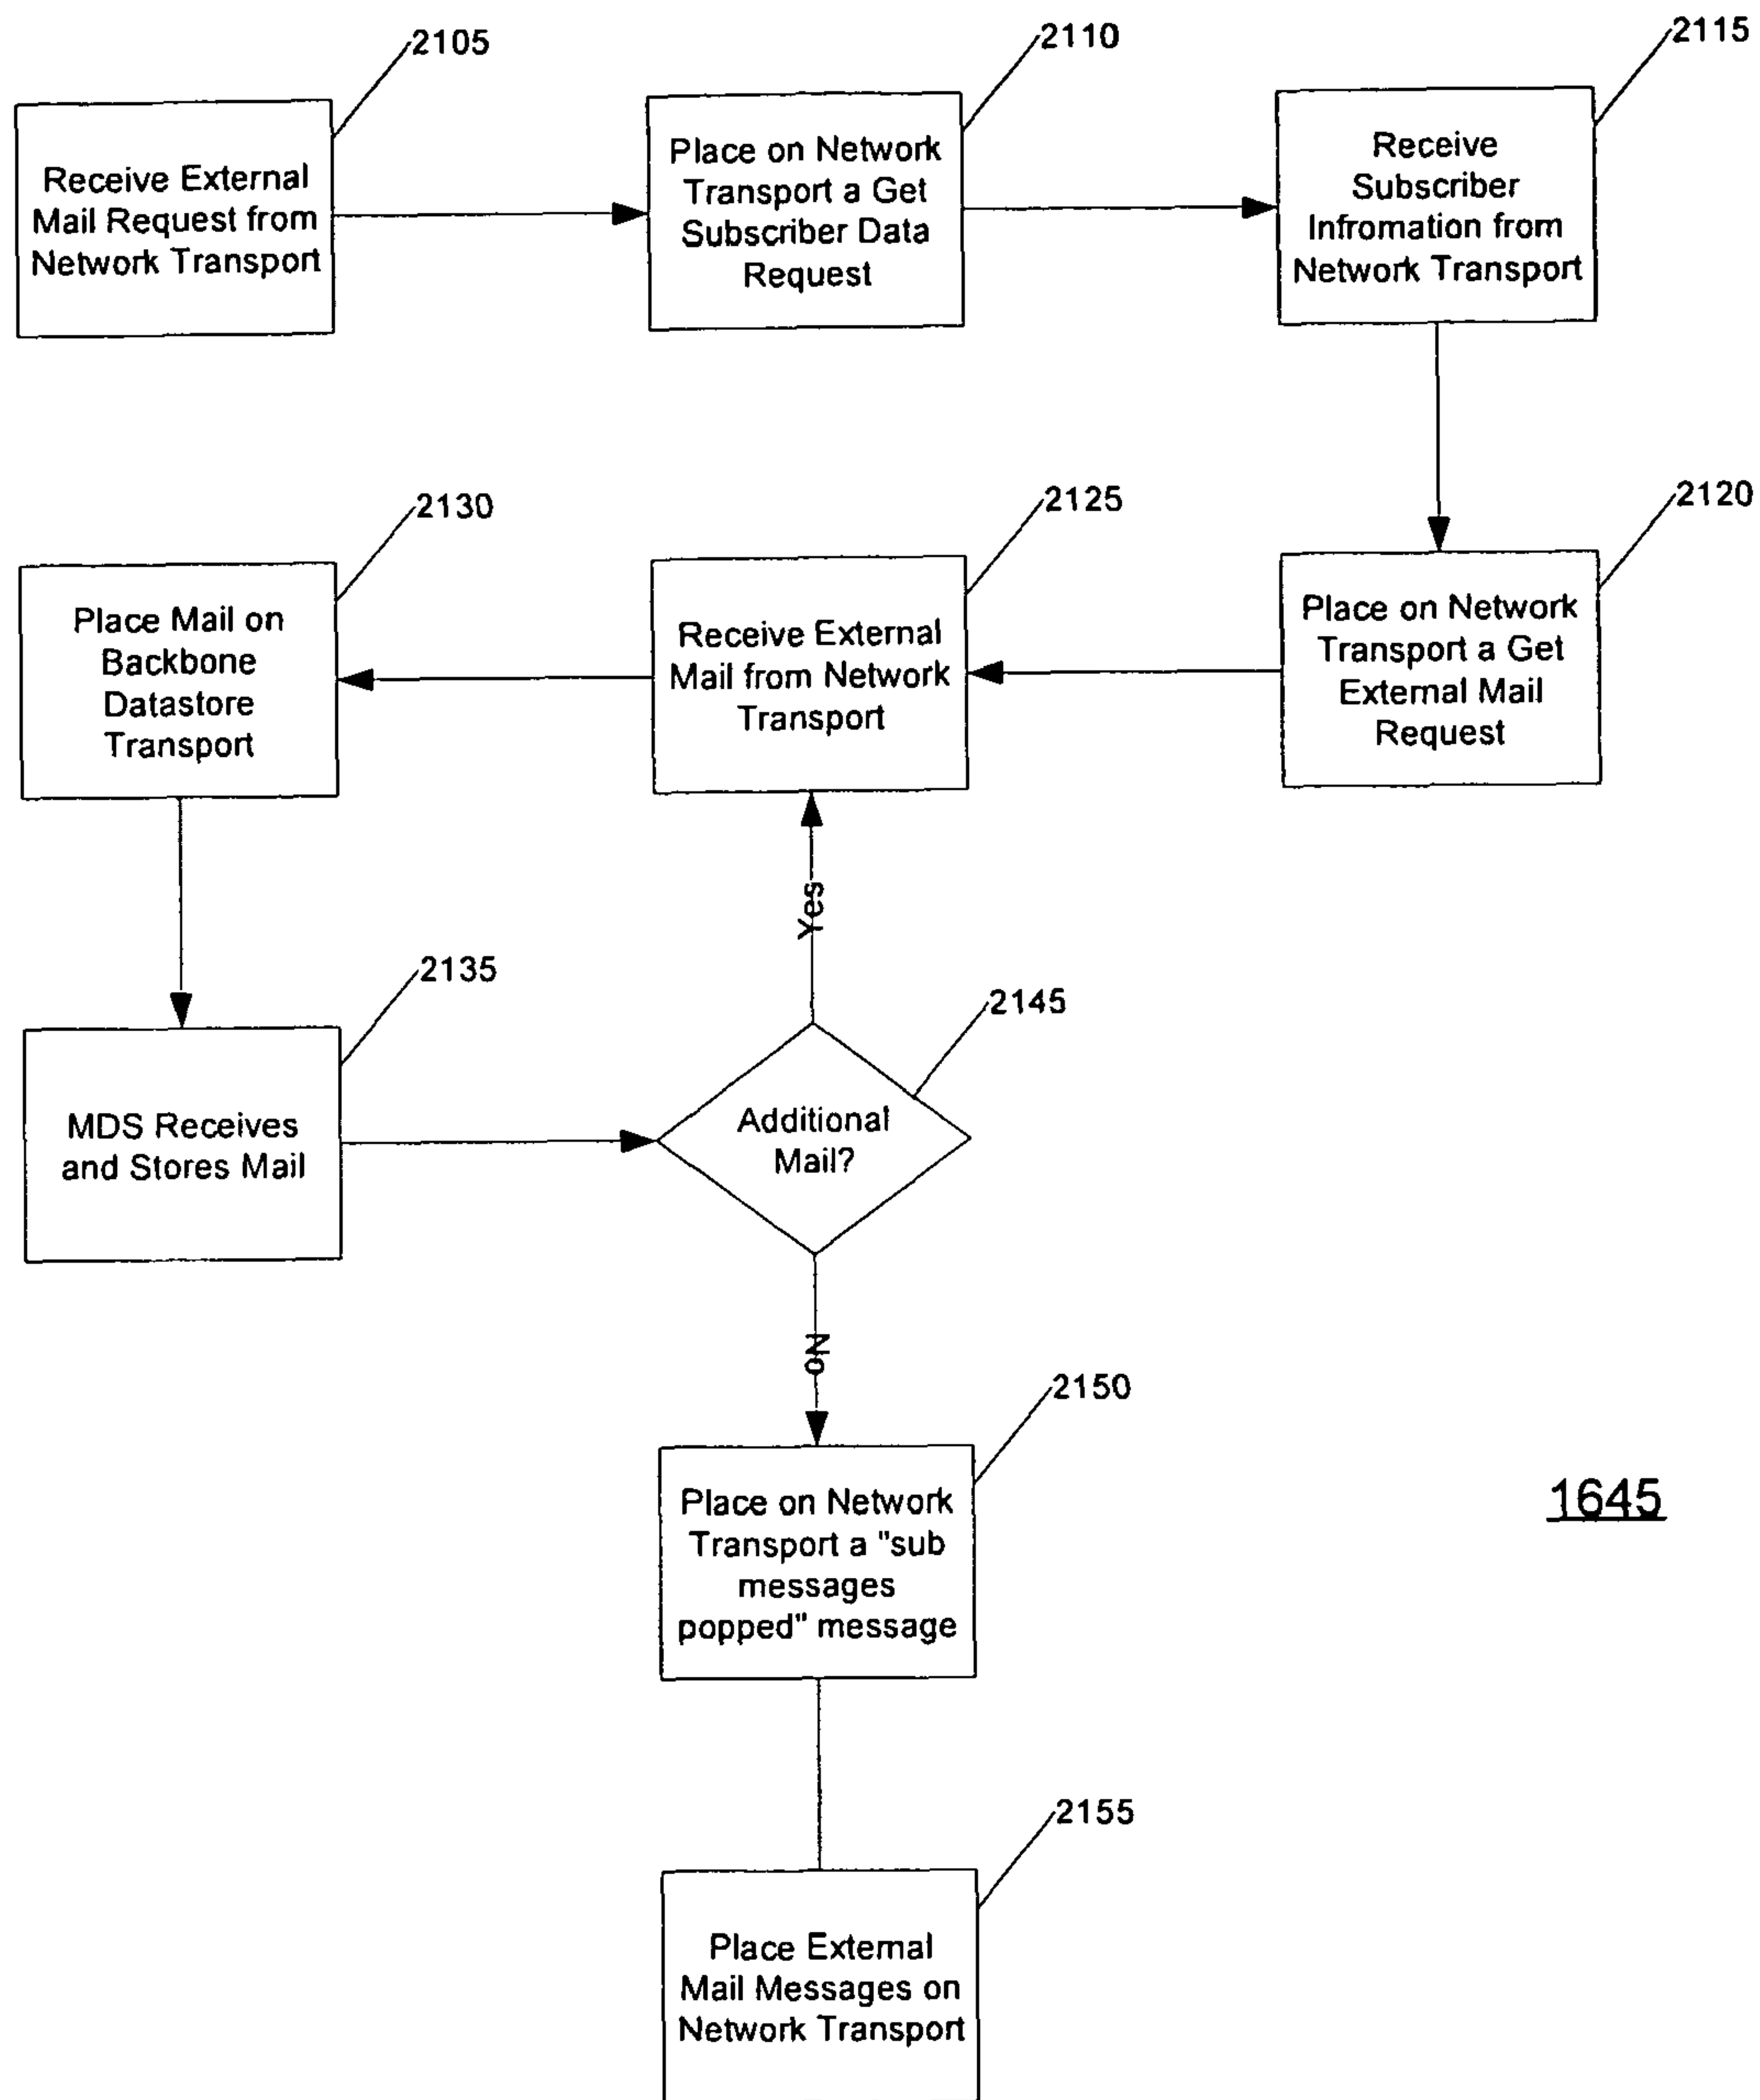 2105
Receive External
Mail Request from
Network Transport
2110
Place on Network
Transport a Get
Subscriber Data
Request
2115
Receive
Subscriber
Infromation from
Network Transport
2120
Place on Network
Transport a Get
External Mail
Request
2125
Receive External
Mail from Network
Transport
2130
Place Mail on
Backbone
Datastore
Transport
2135
MDS Receives
and Stores Mail
2145
Additional
Mail?
Yes
No
2150
Place on Network
Transport a "sub
messages
popped" message
2155
Place External
Mail Messages on
Network Transport
1645